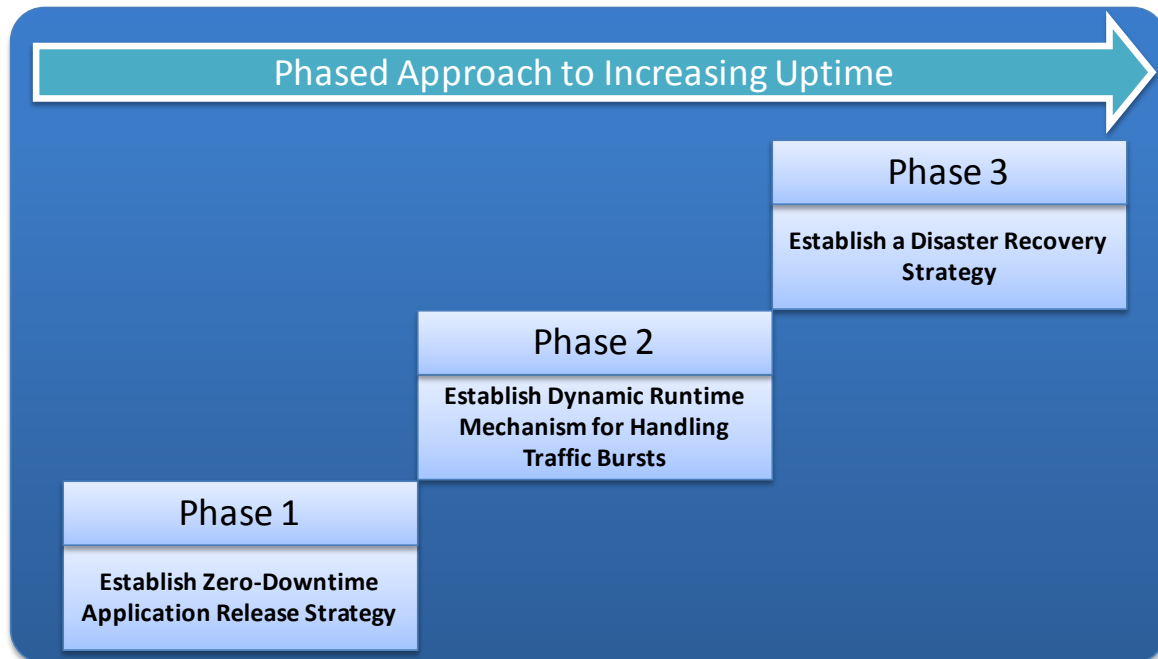 Phased Approach to Increasing Uptime
Phase 3
Establish a Disaster Recovery
Strategy
Phase 2
Establish Dynamic Runtime
Mechanism for Handling
Traffic Bursts
Phase 1
Establish Zero-Downtime
Application Release Strategy